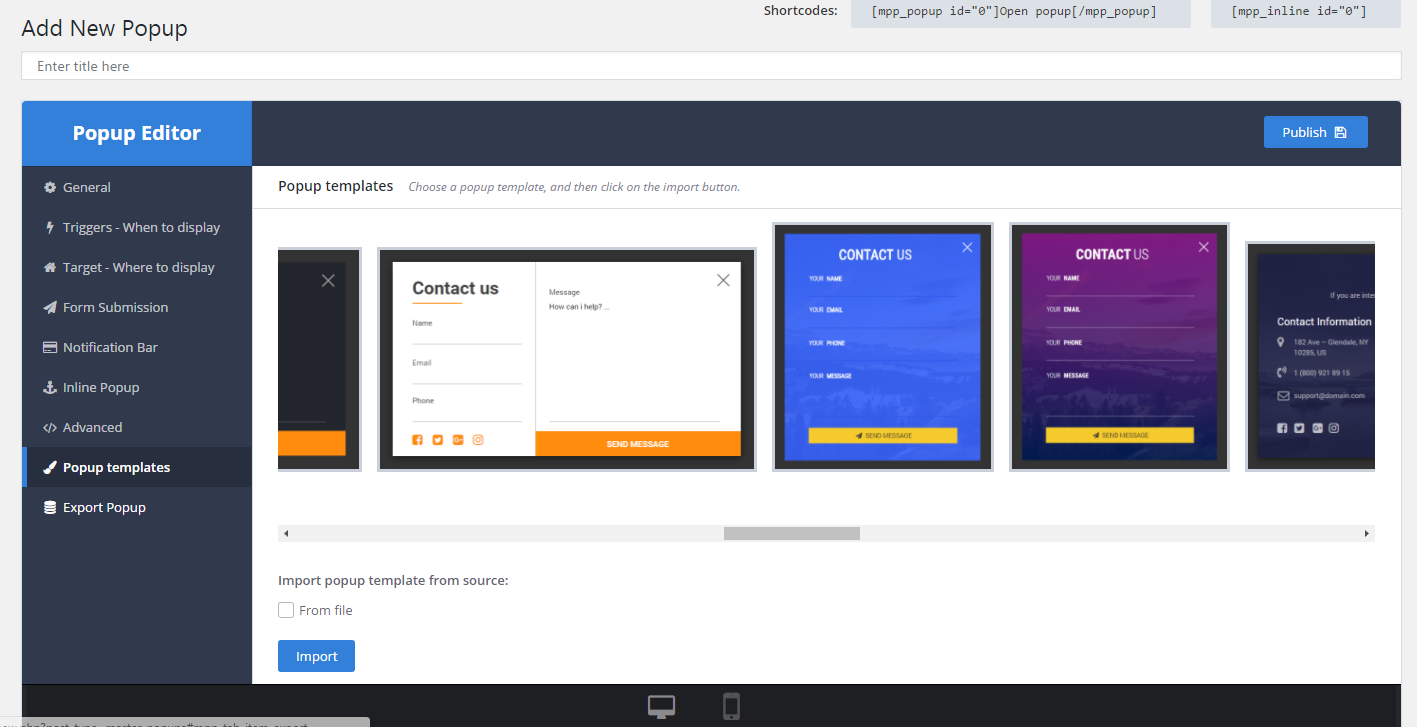 Shortcodes:
[mpp_popup id="0"]Open popup[/mpp_popup]
[mpp_inline id="0"]
Add New Popup
Enter title here
Popup Editor
Publish
General
Triggers - When to display
Target - Where to display
Form Submission
Notification Bar
Inline Popup
Advanced
Popup templates
Export Popup
Popup templates
Choose a popup template, and then click on the import button.
Contact us
Name
Email
Phone
Message
How can i help? ...
SEND MESSAGE
CONTACT US
YOUR NAME
YOUR EMAIL
YOUR PHONE
YOUR MESSAGE
SEND MESSAGE
CONTACT US
YOUR NAME
YOUR EMAIL
YOUR PHONE
YOUR MESSAGE
SEND MESSAGE
If you are inte
Contact Information
182 Ave – Glendale, NY
10285, US
1 (800) 921 89 15
support@domain.com
Import popup template from source:
From file
Import